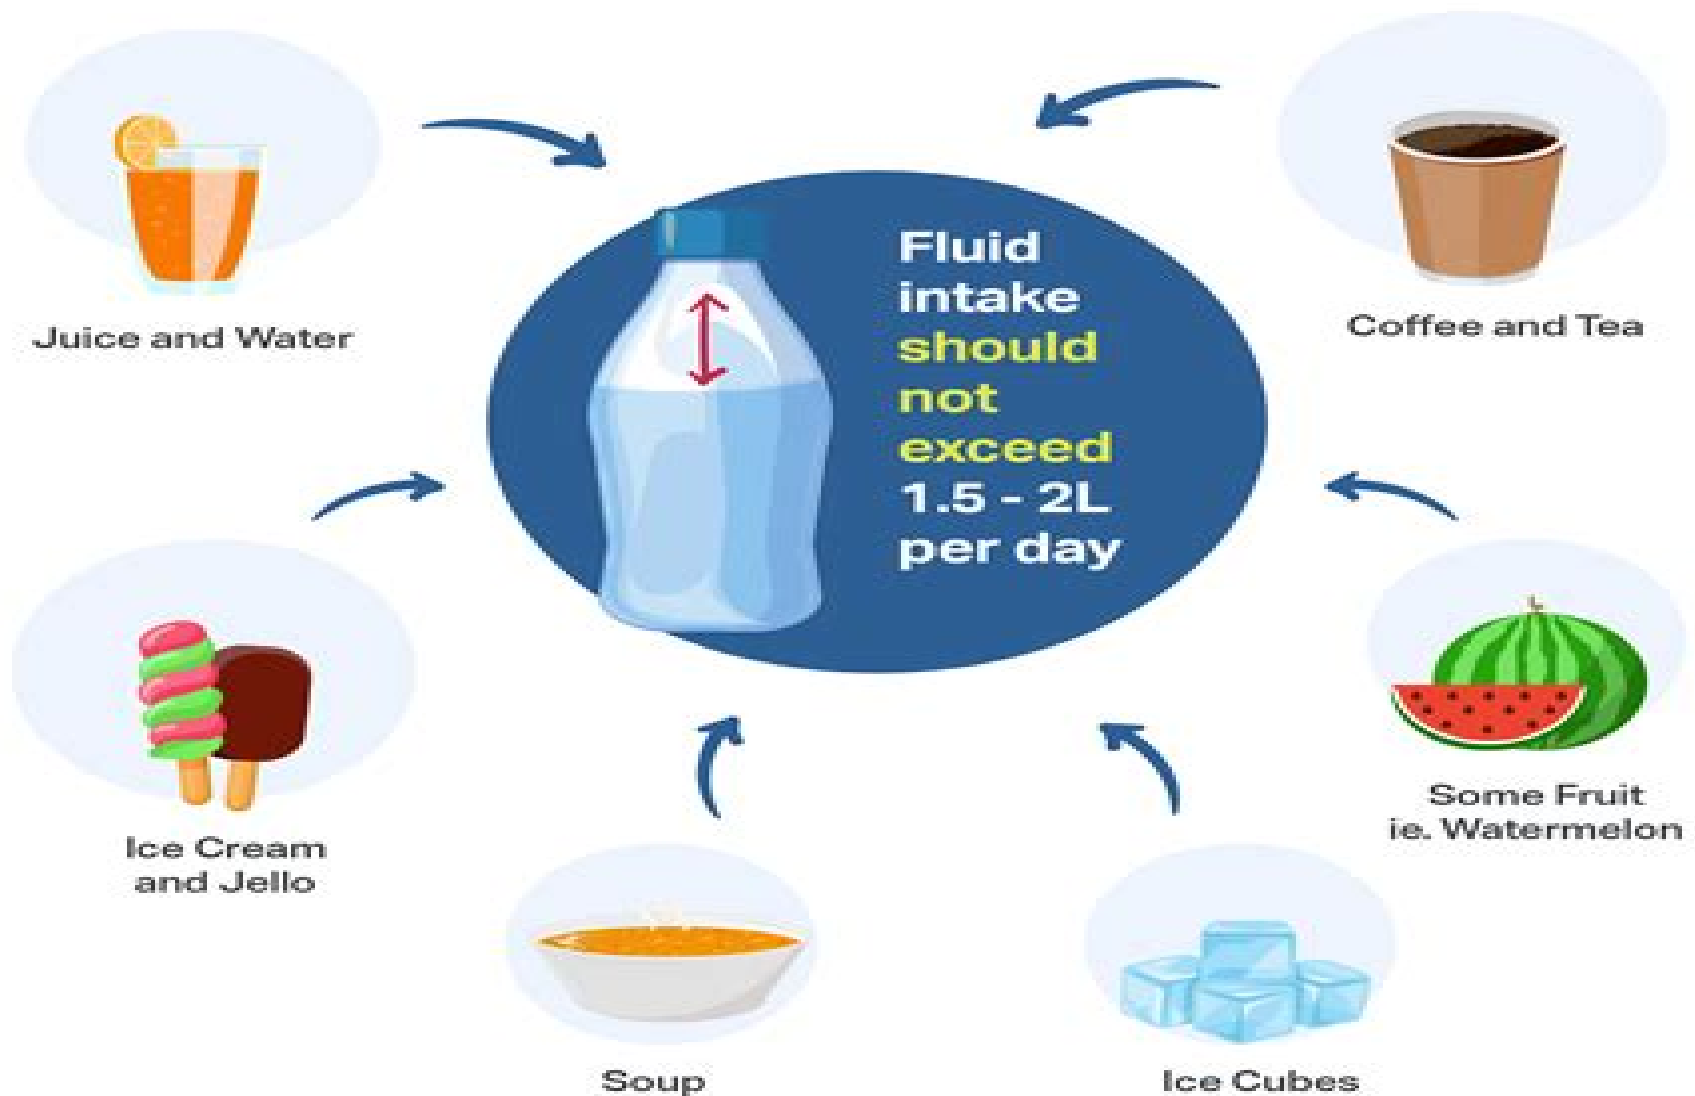 Juice and Water
Coffee and Tea
Fluid
intake
should
not
exceed
1.5 - 2L
per day
Ice Cream
and Jello
Some Fruit
ie. Watermelon
Soup
Ice Cubes